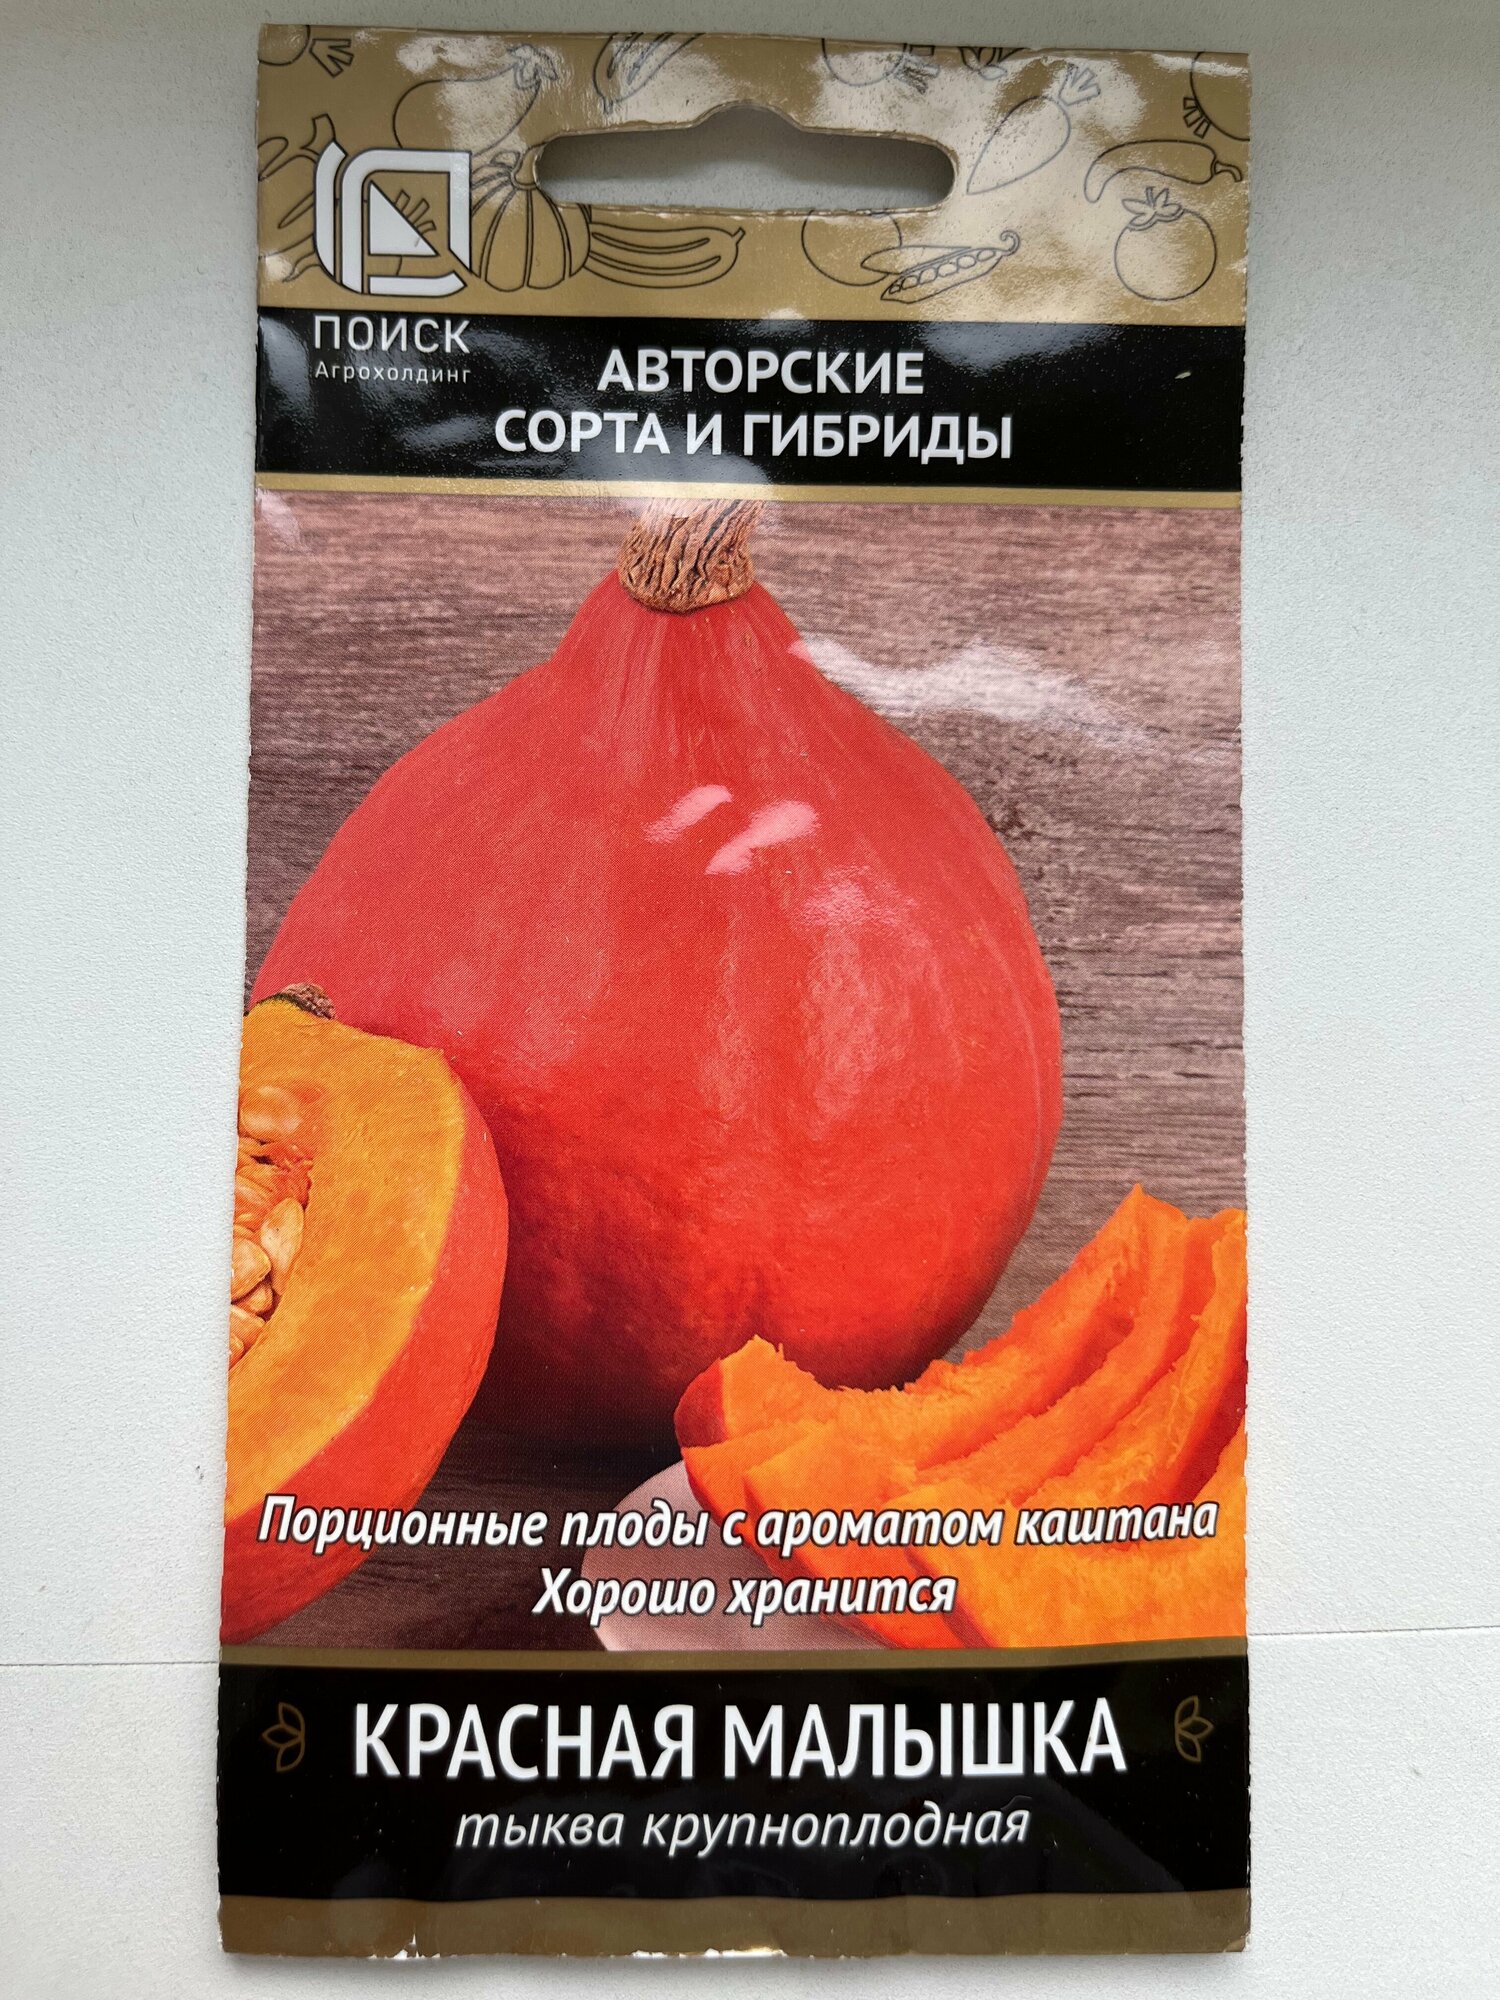 ПОИСК
Агрохолдинг
АВТОРСКИЕ
СОРТА И ГИБРИДЫ
Порционные плоды с ароматом каштана
Хорошо хранится
КРАСНАЯ МАЛЫШКА
тыква крупноплодная